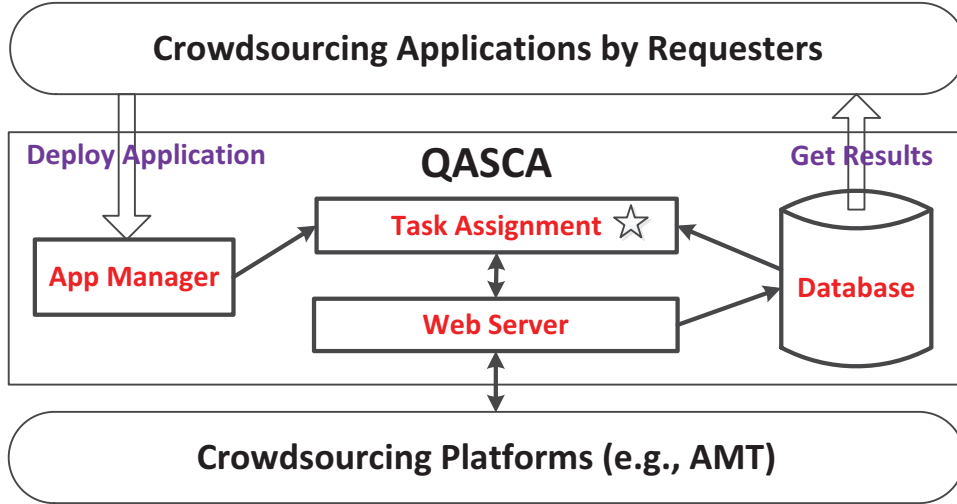 Crowdsourcing Applications by Requesters
Deploy Application
QASCA
Get Results
Task Assignment
App Manager
Database
Web Server
Crowdsourcing Platforms (e.g., AMT)